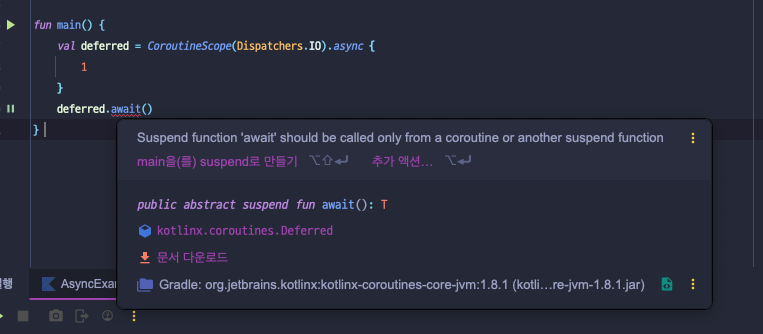 fun main() {
val deferred = CoroutineScope(Dispatchers.IO).async {
1
}
deferred.await()
}
Suspend function 'await' should be called only from a coroutine or another suspend function
main을(를) suspend로 만들기 ⌥⇧↩ 추가 액션… ⌥↩
public abstract suspend fun await(): T
kotlinx.coroutines.Deferred
문서 다운로드
Gradle: org.jetbrains.kotlinx:kotlinx-coroutines-core-jvm:1.8.1 (kotli…re-jvm-1.8.1.jar)
행
AsyncExa